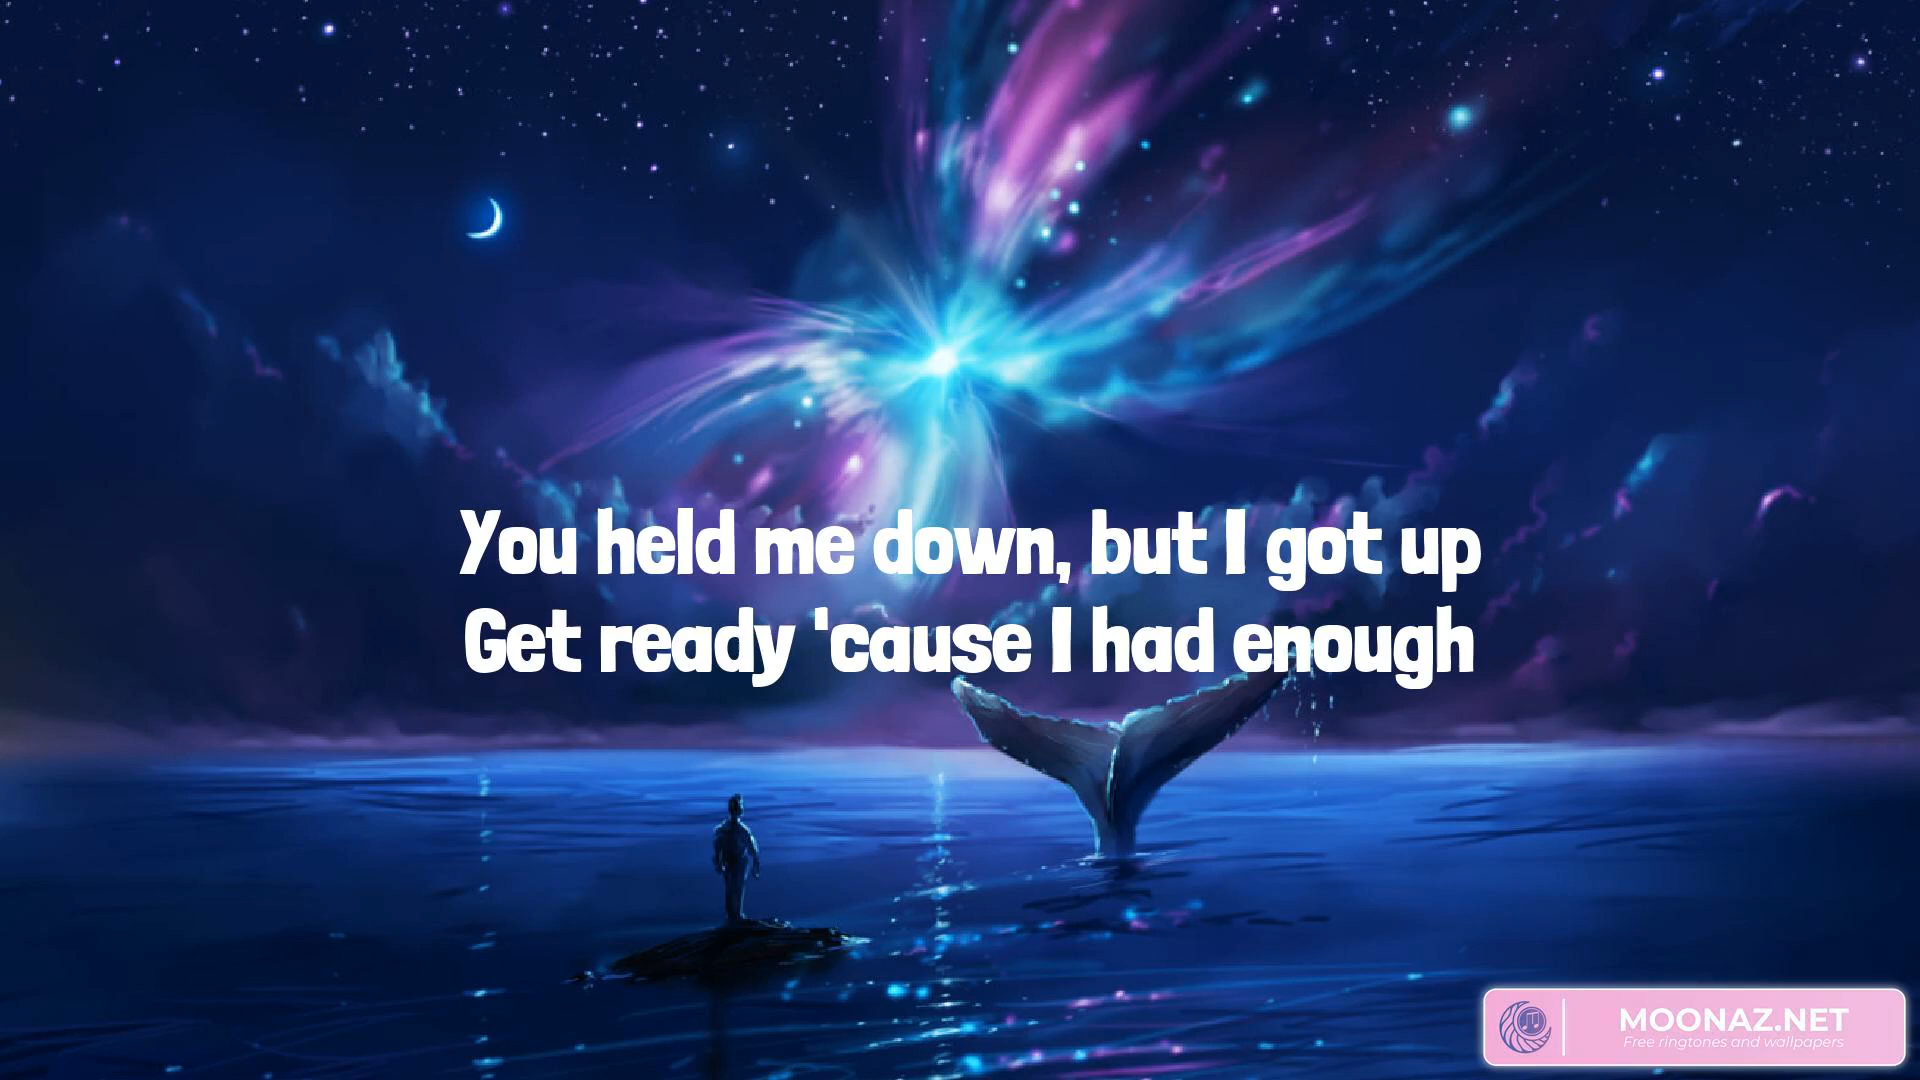 You held me down, but I got up
Get ready 'cause I had enough
MOONAZ.NET
Free ringtones and wallpapers